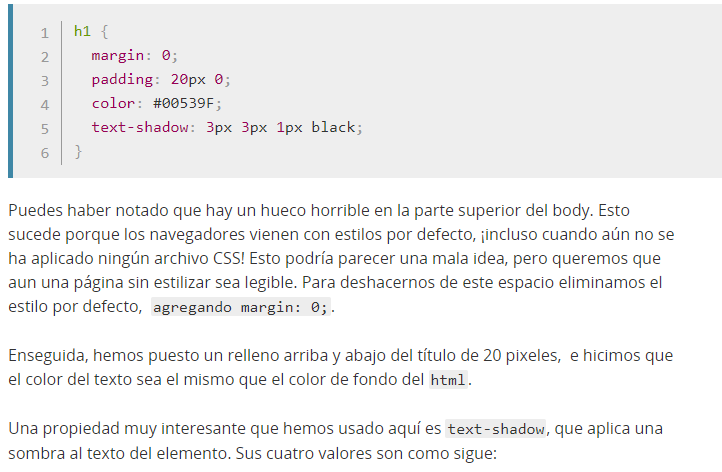 1 h1 {
2 margin: 0;
3 padding: 20px 0;
4 color: #00539F;
5 text-shadow: 3px 3px 1px black;
6 }
Puedes haber notado que hay un hueco horrible en la parte superior del body. Esto
sucede porque los navegadores vienen con estilos por defecto, ¡incluso cuando aún no se
ha aplicado ningún archivo CSS! Esto podría parecer una mala idea, pero queremos que
aun una página sin estilizar sea legible. Para deshacernos de este espacio eliminamos el
estilo por defecto, agregando margin: 0;.
Enseguida, hemos puesto un relleno arriba y abajo del título de 20 pixeles, e hicimos que
el color del texto sea el mismo que el color de fondo del html.
Una propiedad muy interesante que hemos usado aquí es text-shadow, que aplica una
sombra al texto del elemento. Sus cuatro valores son como sigue: